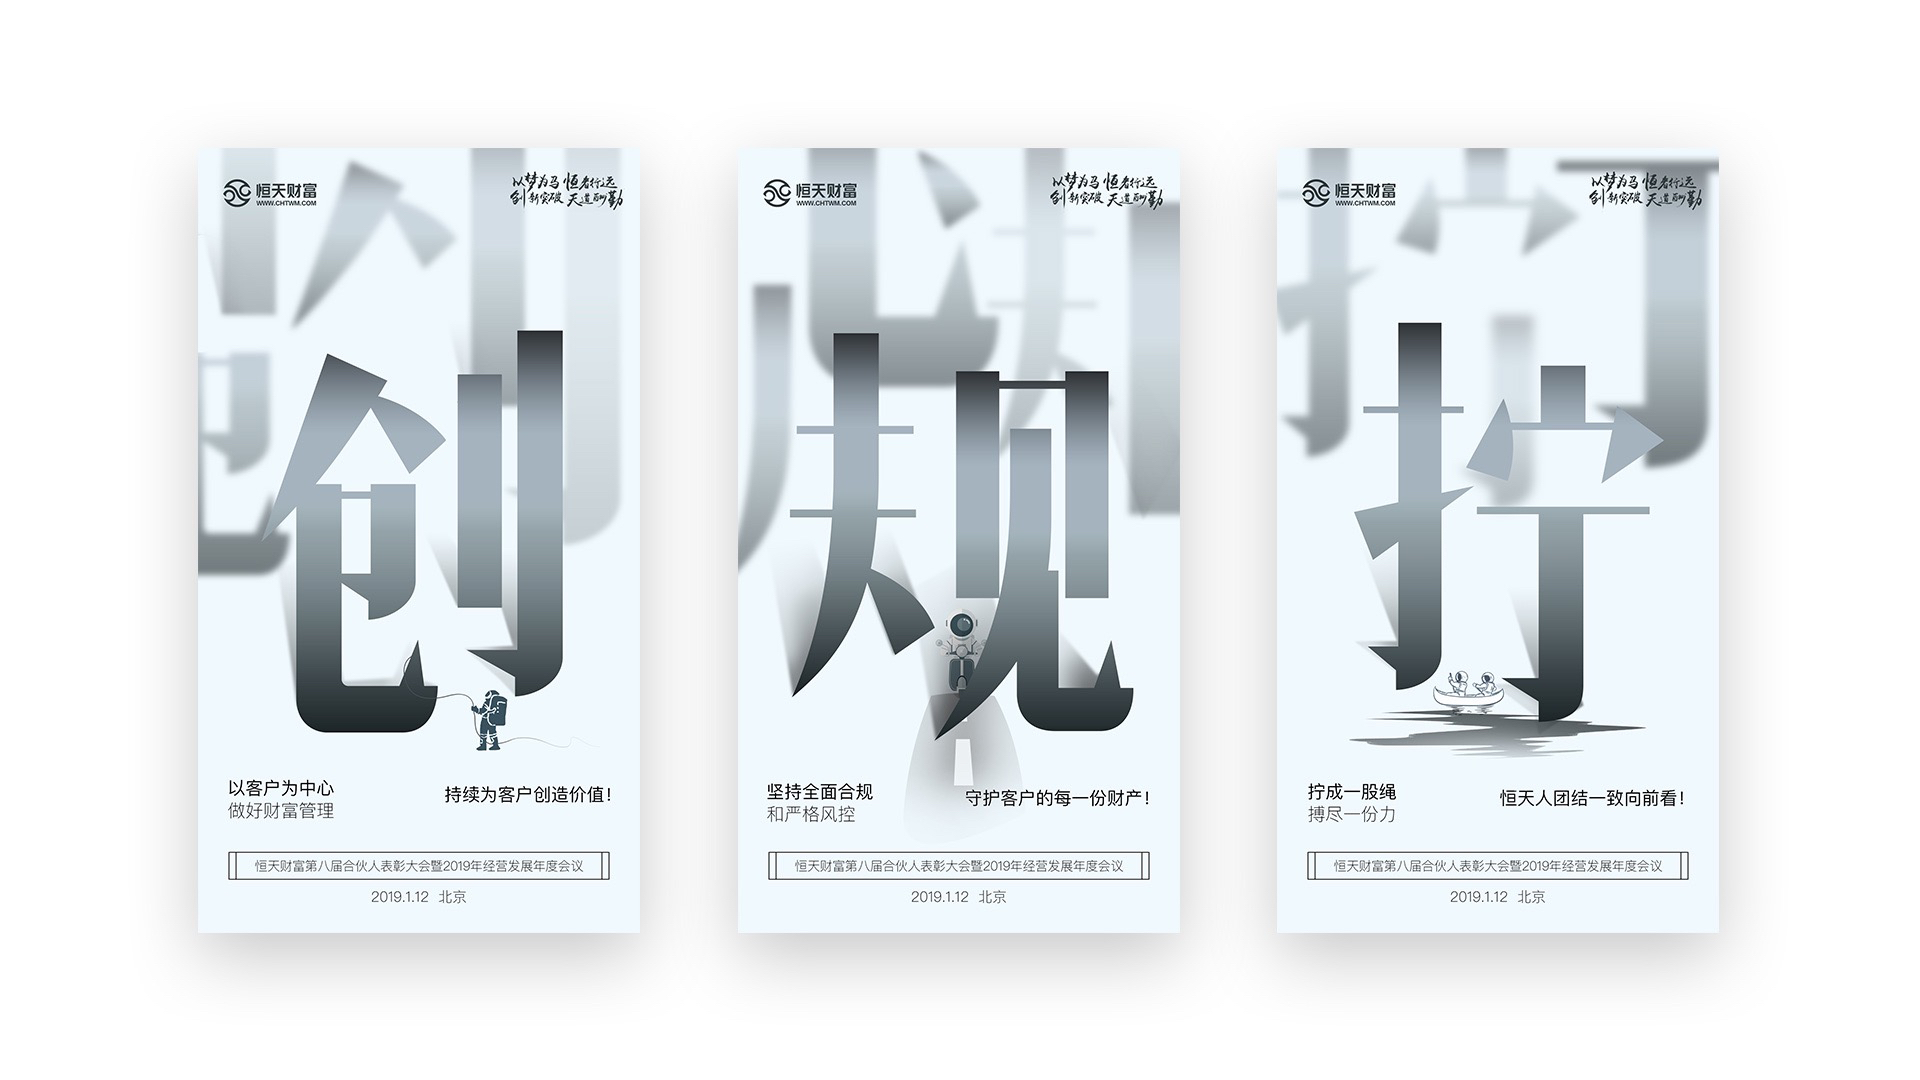 恒天财富
WWW.CHTWM.COM
以梦为马 恒者行远
创新突破 天道酬勤
创
以客户为中心
做好财富管理
持续为客户创造价值！
恒天财富第八届合伙人表彰大会暨2019年经营发展年度会议
2019.1.12 北京
恒天财富
WWW.CHTWM.COM
以梦为马 恒者行远
创新突破 天道酬勤
规
坚持全面合规
和严格风控
守护客户的每一份财产！
恒天财富第八届合伙人表彰大会暨2019年经营发展年度会议
2019.1.12 北京
恒天财富
WWW.CHTWM.COM
以梦为马 恒者行远
创新突破 天道酬勤
拧
拧成一股绳
搏尽一份力
恒天人团结一致向前看！
恒天财富第八届合伙人表彰大会暨2019年经营发展年度会议
2019.1.12 北京